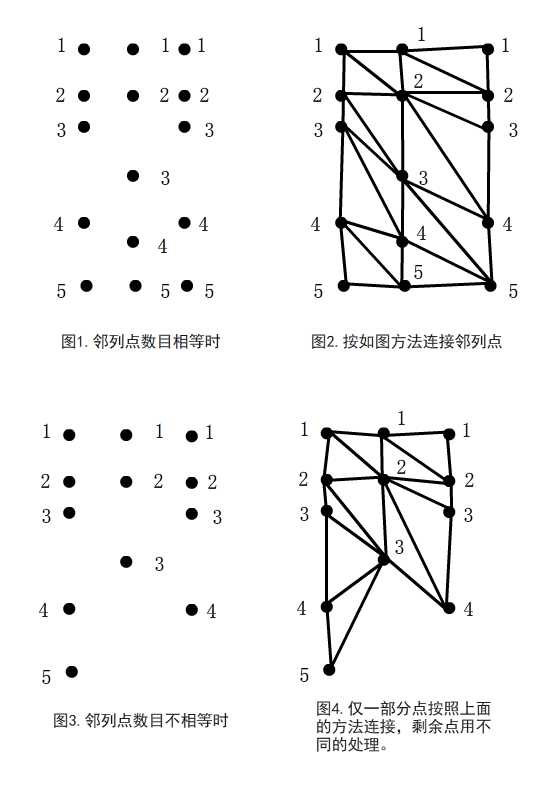 1 1 1 1 1 1
2 2 2 2 2 2
3 3 3 3
3 3
4 4 4 4
4 4
5 5 5 5 5 5
图1.邻列点数目相等时 图2.按如图方法连接邻列点
1 1 1 1 1 1
2 2 2 2 2 2
3 3 3 3
3 3
4 4 4 4
5 5
图3.邻列点数目不相等时 图4.仅一部分点按照上面
的方法连接，剩余点用不
同的处理。